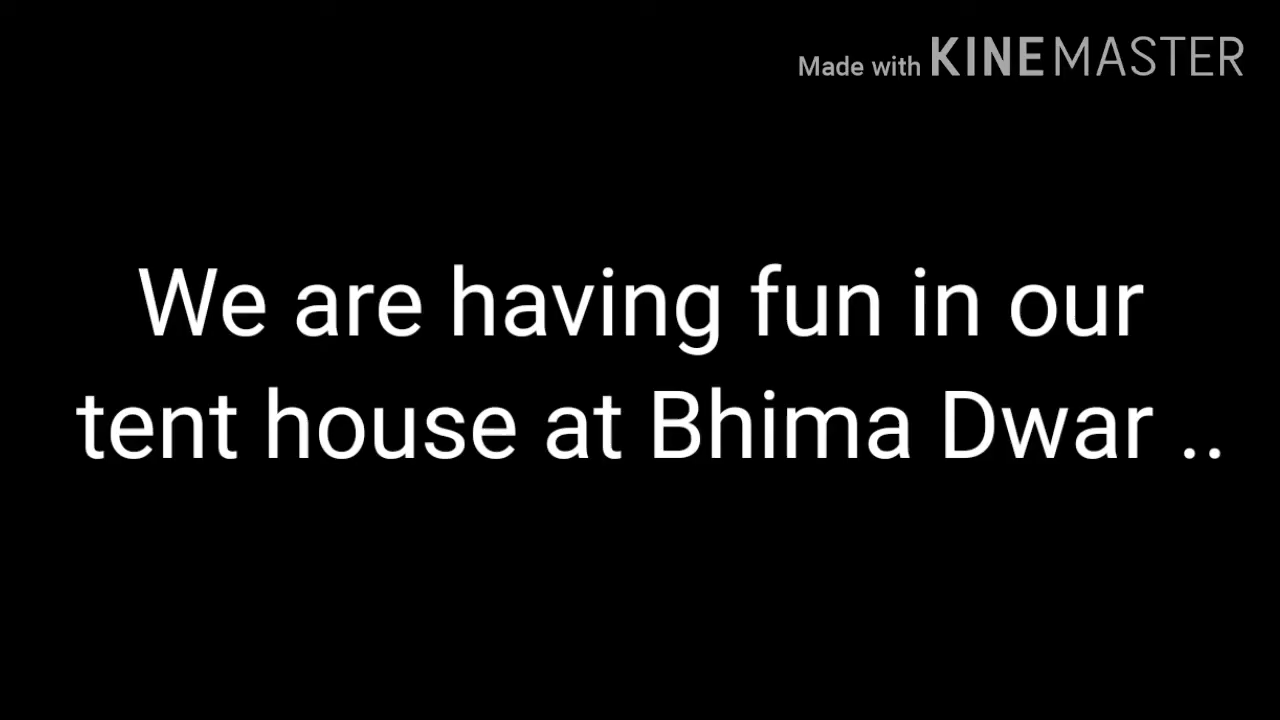 Made with KINEMASTER
We are having fun in our
tent house at Bhima Dwar ..